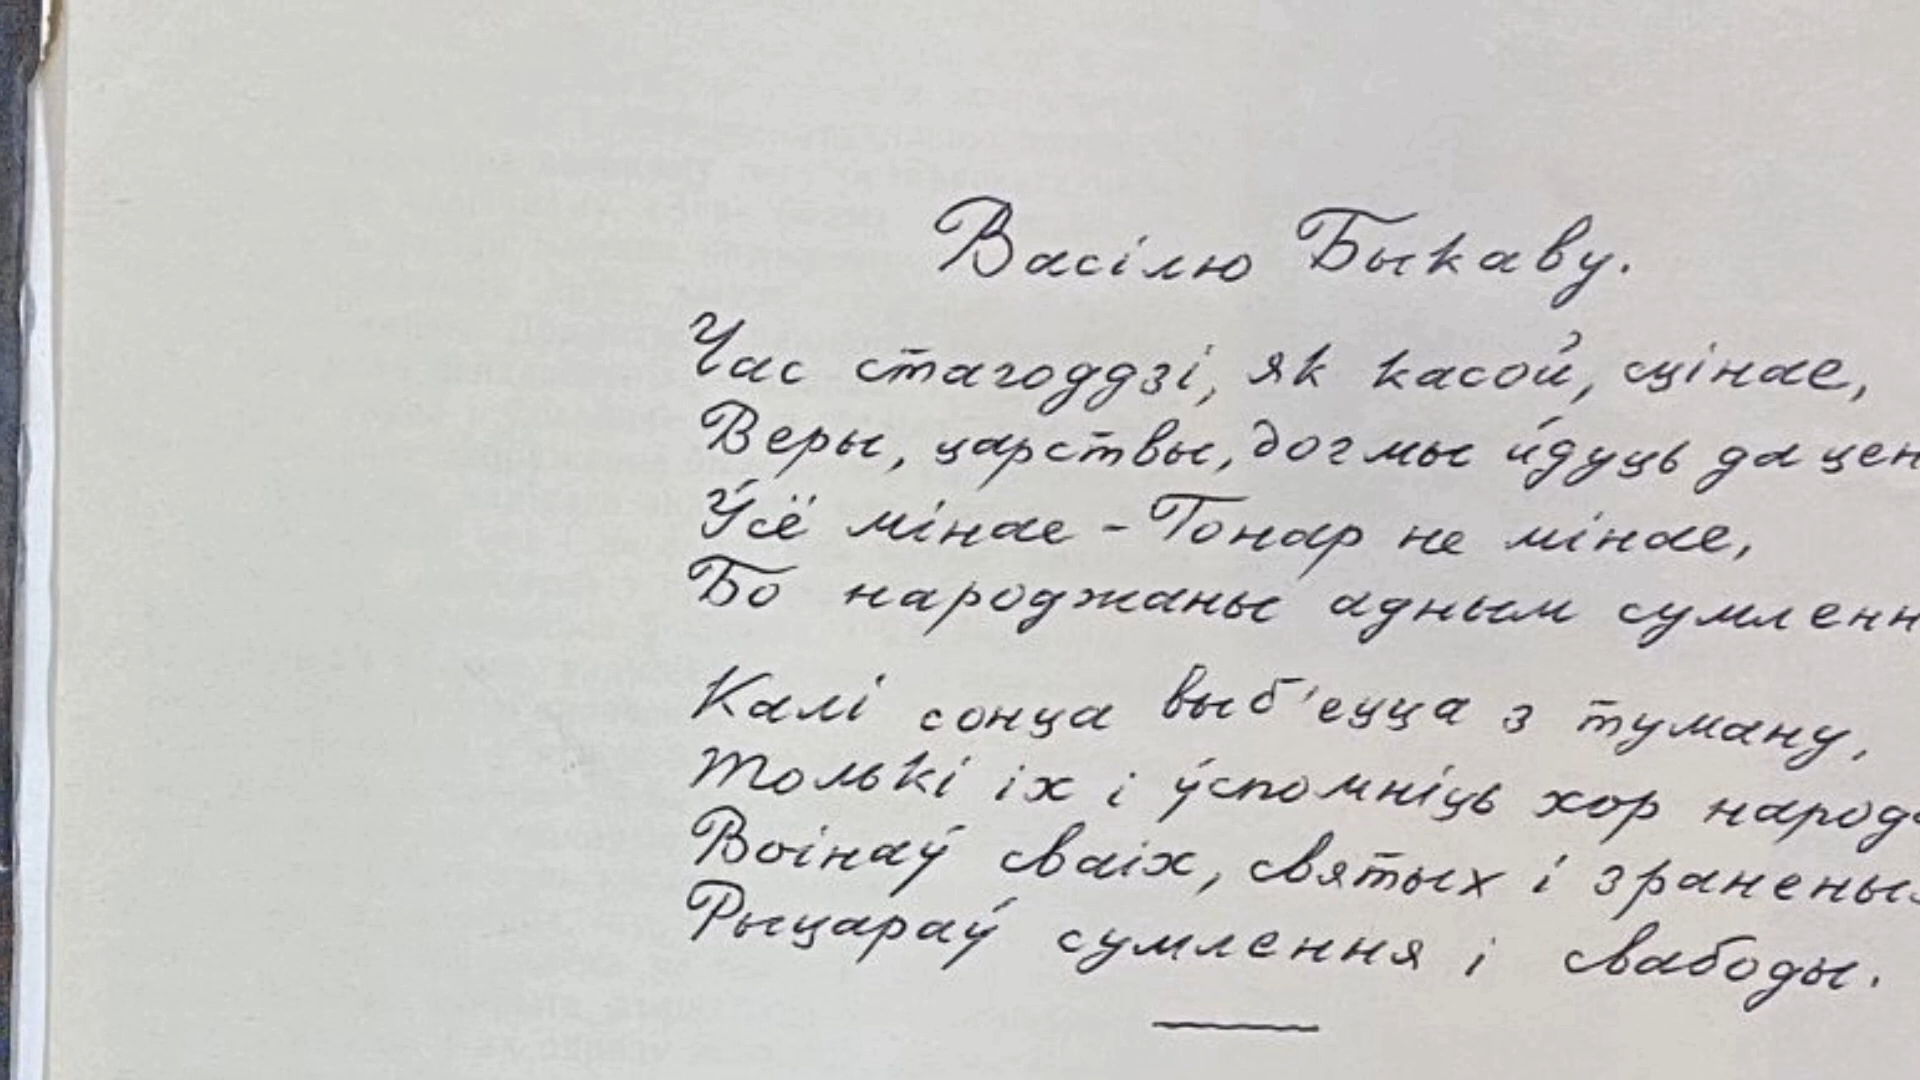 Васілю Быкаву.
Час стагоддзі, як касой, сцінае,
Веры, царствы, догмы йдуць да цен
Ўсё мінае – Гонар не мінае,
Бо народжаны адным сумленн
Калі сонца выб'ецца з туману,
Толькі іх і ўспомніць хор народ
Воінаў сваіх, святых і зраненых
Рыцараў сумлення і свабоды.